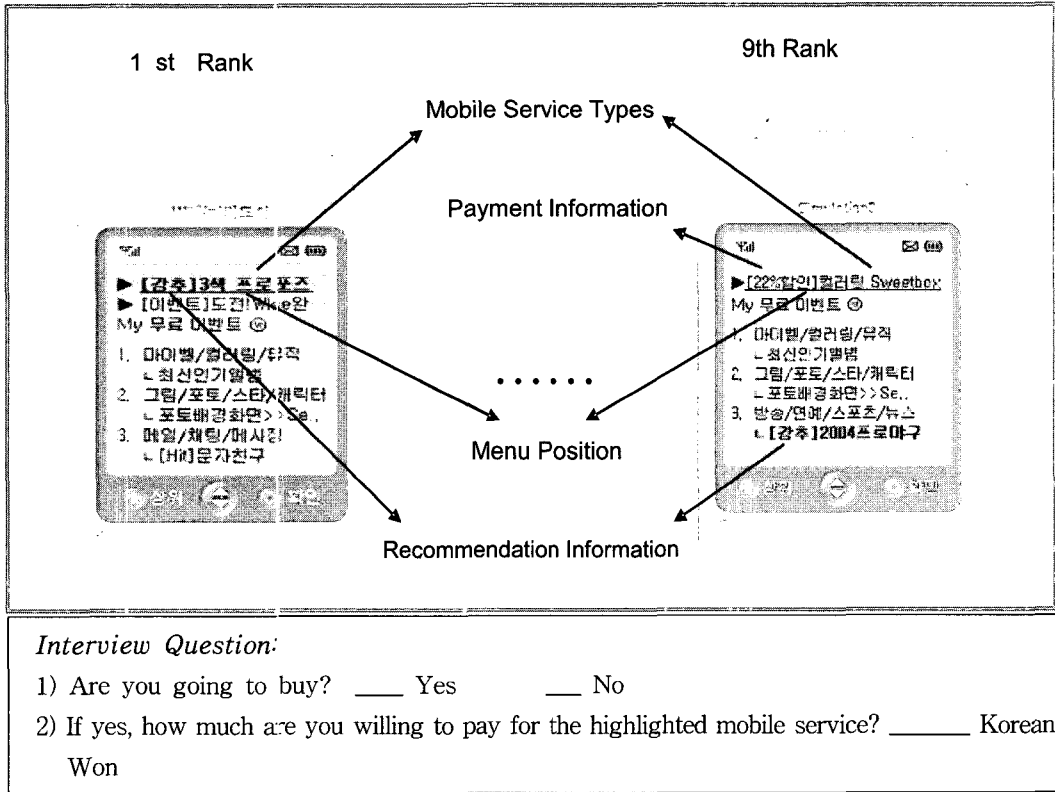 1 st Rank
9th Rank
Mobile Service Types
Payment Information
▶ [강추]3색 프로포즈
▶ [이벤트]도전!
My 무료 이벤트
1. 마이벨/컬러링/뮤직
ㄴ최신인기앨범
2. 그림/포토/스타/캐릭터
ㄴ포토배경화면>>Se..
3. 메일/채팅/메시징
ㄴ[Hit]문자친구
상위
확인
▶[22%할인]컬러링 Sweetbox
My 무료 이벤트
1. 마이벨/컬러링/뮤직
ㄴ최신인기앨범
2. 그림/포토/스타/캐릭터
ㄴ포토배경화면>>Se..
3. 방송/연예/스포츠/뉴스
ㄴ[강추]2004프로야구
상위
확인
......
Menu Position
Recommendation Information
Interview Question:
1) Are you going to buy? ____ Yes ___ No
2) If yes, how much are you willing to pay for the highlighted mobile service? ______ Korean
Won